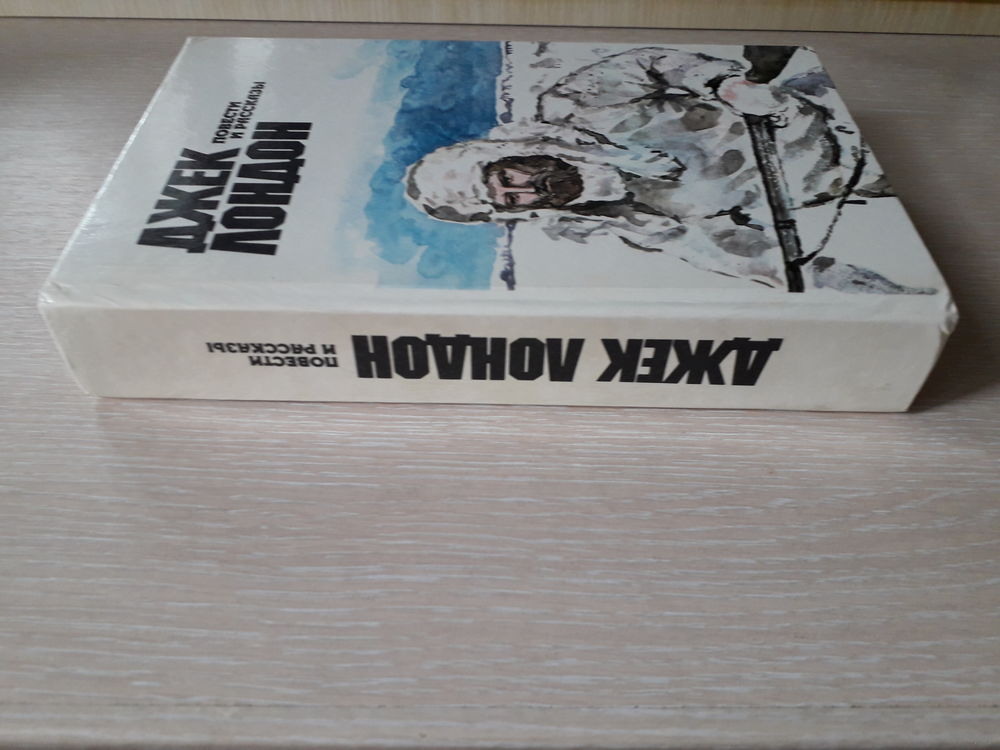 ДЖЕК
ЛОНДОН
ПОВЕСТИ
И РАССКАЗЫ
ДЖЕК ЛОНДОН
ПОВЕСТИ
И РАССКАЗЫ